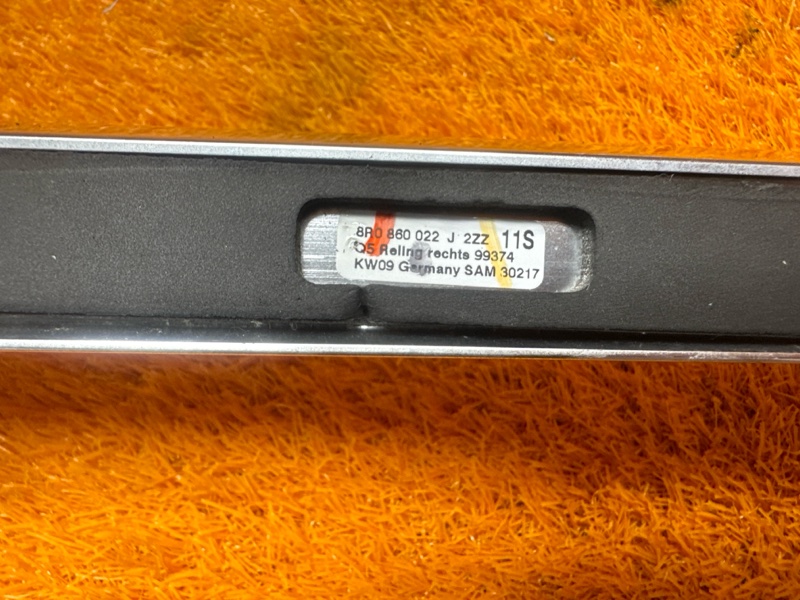 8R0 860 022 J 2ZZ 11S
Q5 Reling rechts 99374
KW09 Germany SAM 30217